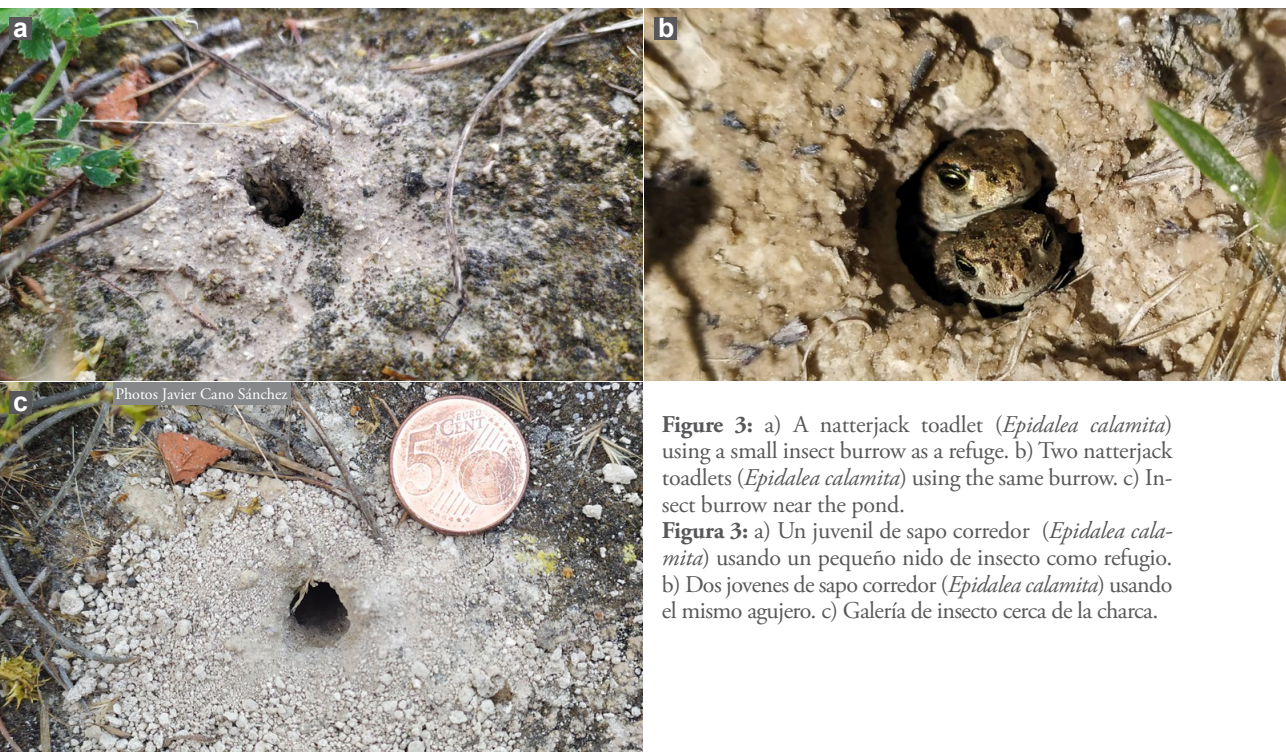 a
b
c
Photos Javier Cano Sánchez
5
EURO
CENT
Figure 3: a) A natterjack toadlet (Epidalea calamita)
using a small insect burrow as a refuge. b) Two natterjack
toadlets (Epidalea calamita) using the same burrow. c) In-
sect burrow near the pond.
Figura 3: a) Un juvenil de sapo corredor (Epidalea cala-
mita) usando un pequeño nido de insecto como refugio.
b) Dos jovenes de sapo corredor (Epidalea calamita) usando
el mismo agujero. c) Galería de insecto cerca de la charca.